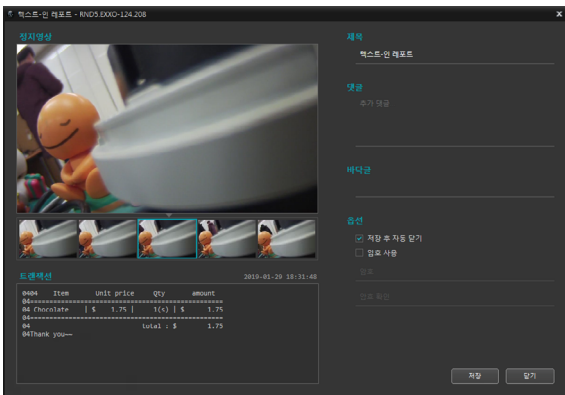 텍스트-인 레포트 - RND5.EXXO-124.208
정지영상
트랜잭션
2019-01-29 18:31:48
0404 Item Unit price Qty amount
04==================================================
04 Chocolate | $ 1.75 | 1(s) | $ 1.75
04==================================================
04 total : $ 1.75
04Thank you~~
제목
텍스트-인 레포트
댓글
추가 댓글
바닥글
옵션
저장 후 자동 닫기
암호 사용
암호
암호 확인
저장
닫기